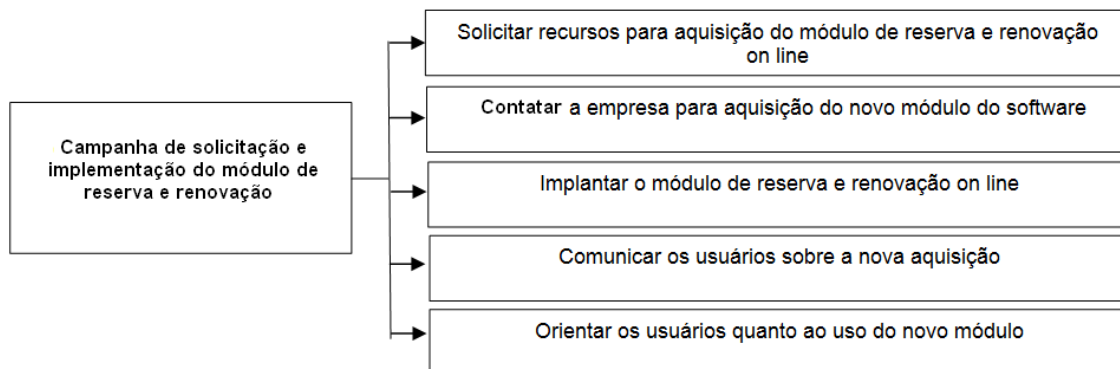 Campanha de solicitação e
implementação do módulo de
reserva e renovação
Solicitar recursos para aquisição do módulo de reserva e renovação
on line
Contatar a empresa para aquisição do novo módulo do software
Implantar o módulo de reserva e renovação on line
Comunicar os usuários sobre a nova aquisição
Orientar os usuários quanto ao uso do novo módulo